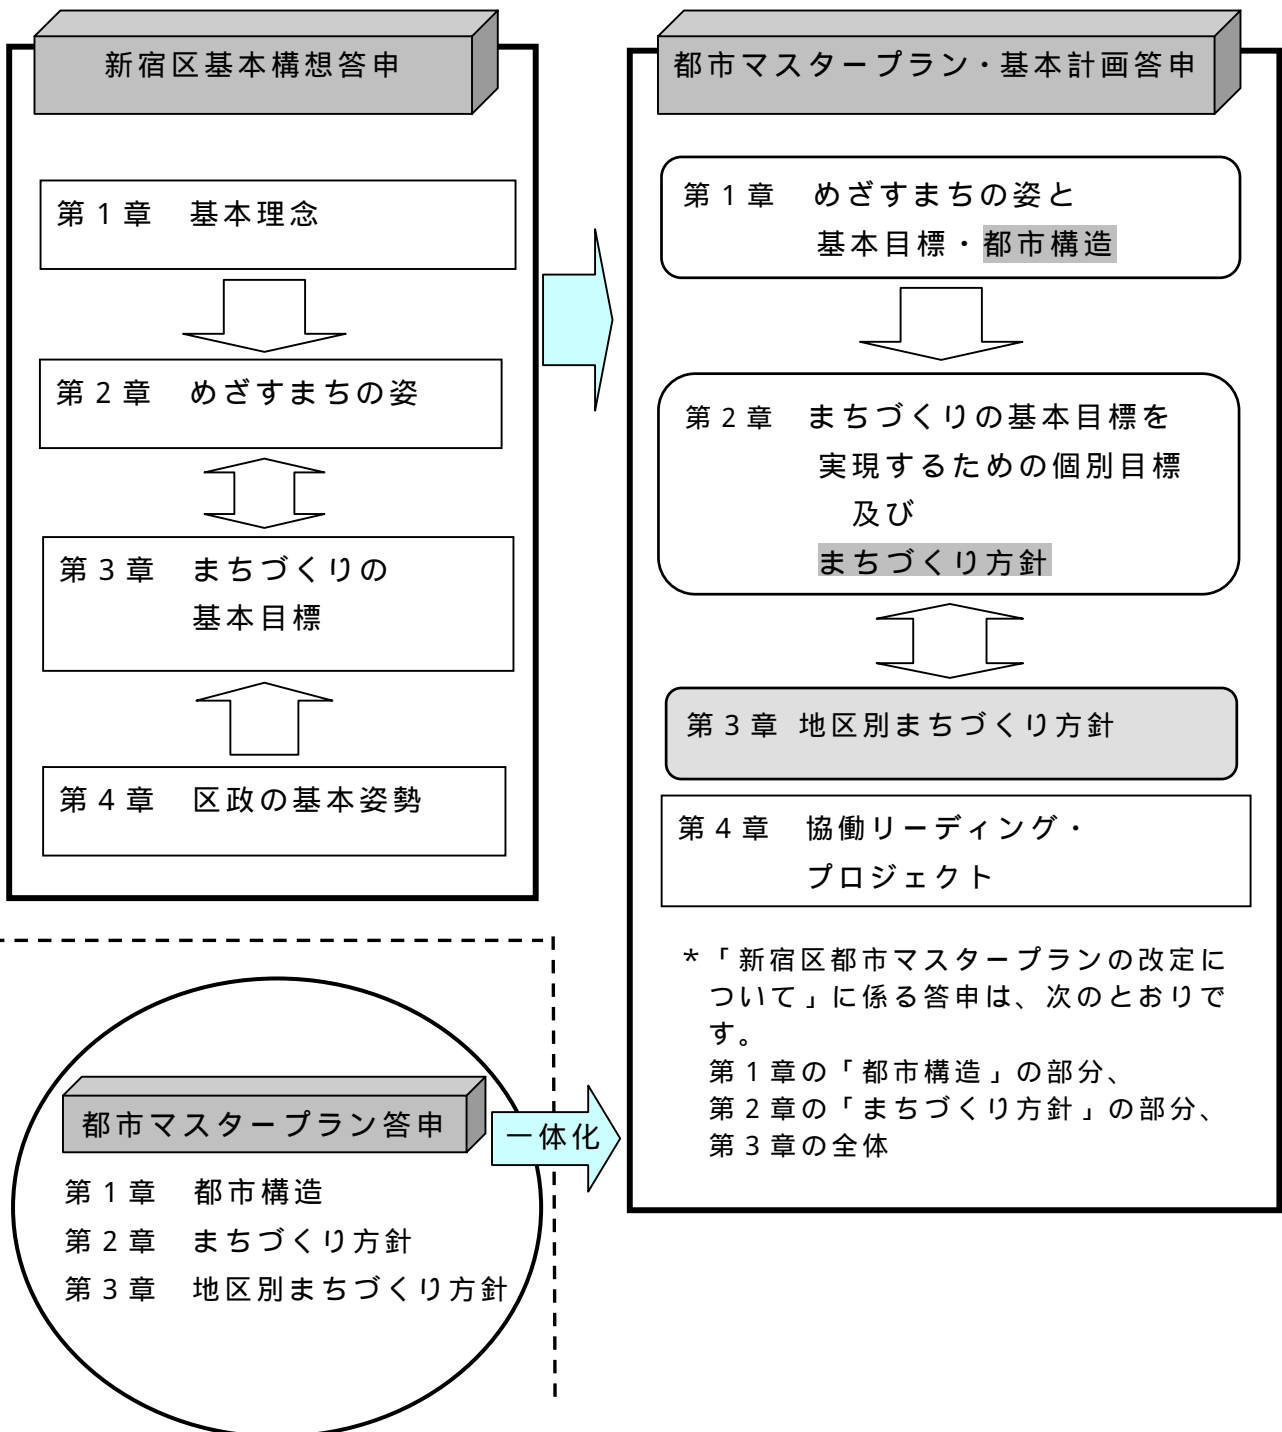 新宿区基本構想答申
第1章 基本理念
第2章 めざすまちの姿
第3章 まちづくりの
基本目標
第4章 区政の基本姿勢
都市マスタープラン・基本計画答申
第1章 めざすまちの姿と
基本目標・都市構造
第2章 まちづくりの基本目標を
実現するための個別目標
及び
まちづくり方針
第3章 地区別まちづくり方針
第4章 協働リーディング・
プロジェクト
*「新宿区都市マスタープランの改定に
ついて」に係る答申は、次のとおりで
す。
第1章の「都市構造」の部分、
第2章の「まちづくり方針」の部分、
第3章の全体
都市マスタープラン答申
一体化
第1章 都市構造
第2章 まちづくり方針
第3章 地区別まちづくり方針